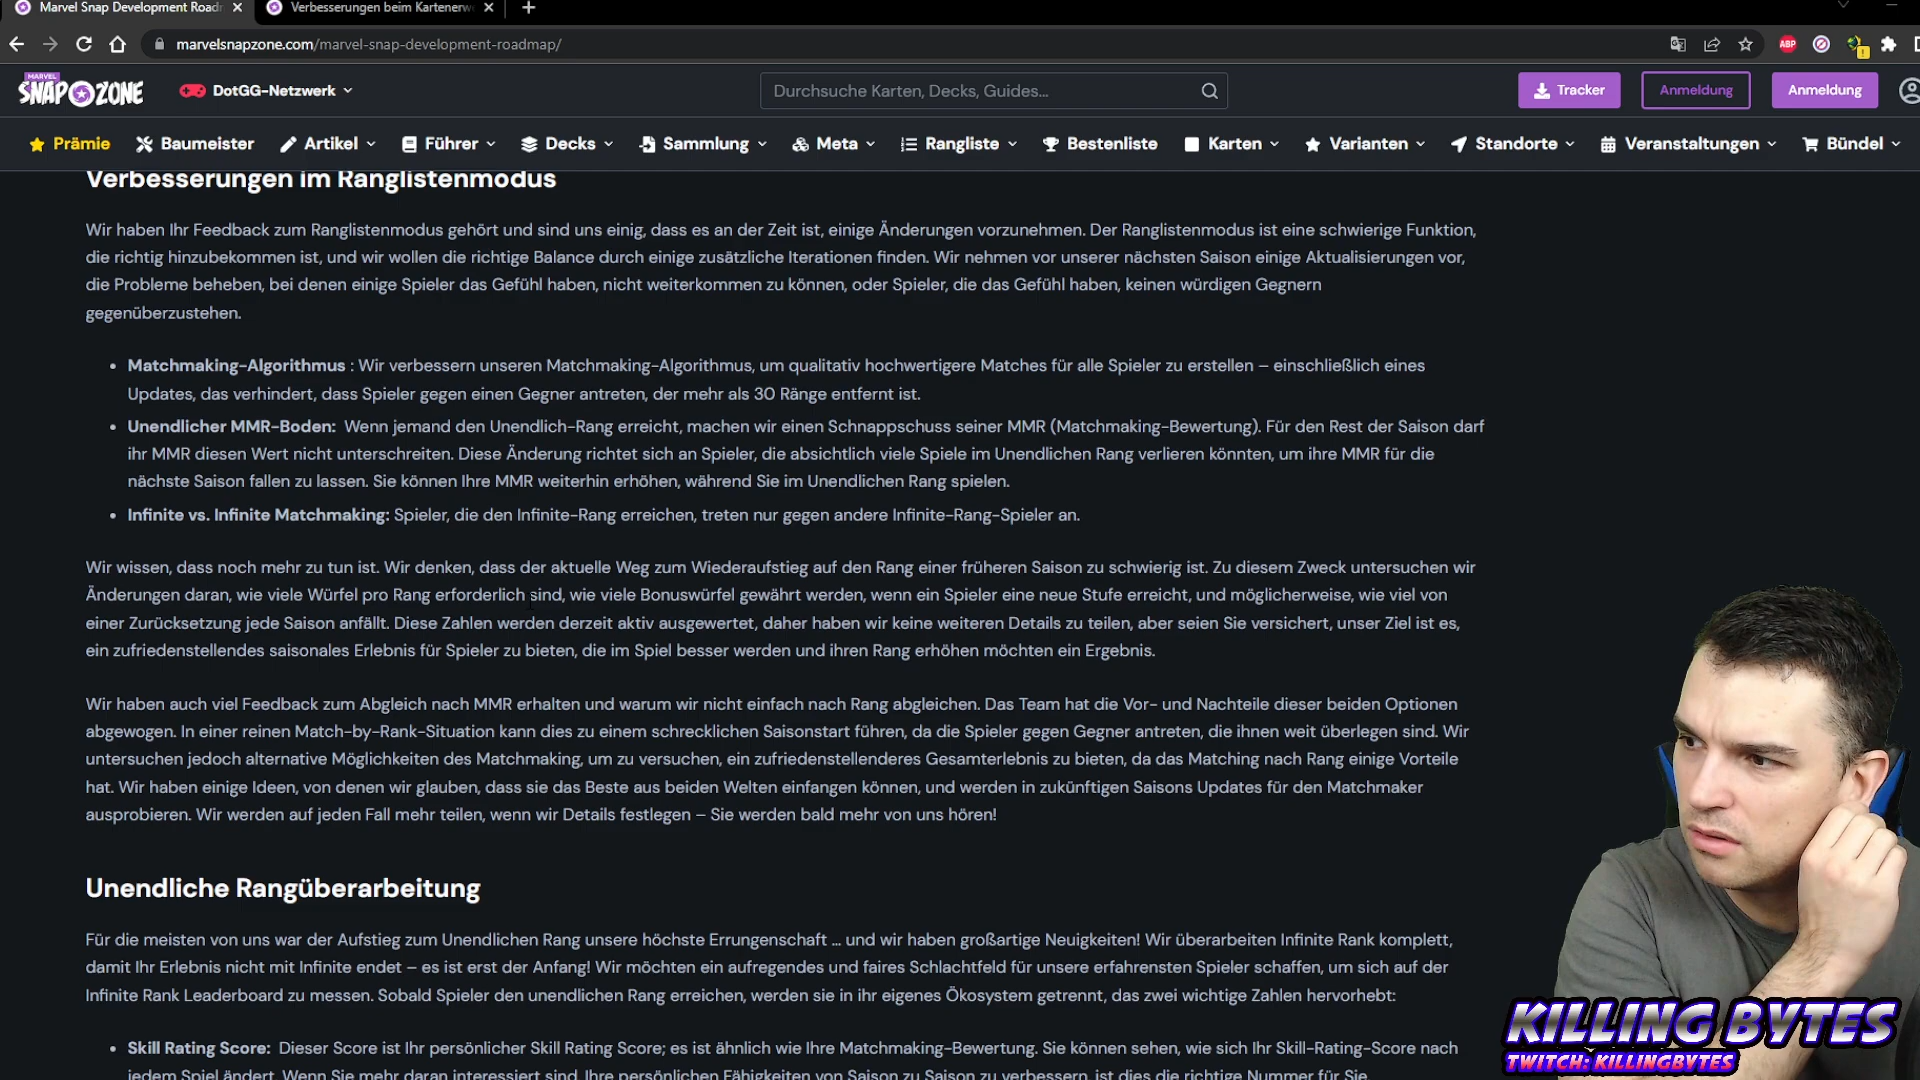 Marvel Snap Development Road
Verbesserungen beim Kartenerw
marvelsnapzone.com/marvel-snap-development-roadmap/
ABP
MARVEL
SNAP ZONE
DotGG-Netzwerk
Durchsuche Karten, Decks, Guides...
Tracker
Anmeldung
Anmeldung
Prämie
Baumeister
Artikel
Führer
Decks
Sammlung
Meta
Rangliste
Bestenliste
Karten
Varianten
Standorte
Veranstaltungen
Bündel
Verbesserungen im Ranglistenmodus
Wir haben Ihr Feedback zum Ranglistenmodus gehört und sind uns einig, dass es an der Zeit ist, einige Änderungen vorzunehmen. Der Ranglistenmodus ist eine schwierige Funktion,
die richtig hinzubekommen ist, und wir wollen die richtige Balance durch einige zusätzliche Iterationen finden. Wir nehmen vor unserer nächsten Saison einige Aktualisierungen vor,
die Probleme beheben, bei denen einige Spieler das Gefühl haben, nicht weiterkommen zu können, oder Spieler, die das Gefühl haben, keinen würdigen Gegnern
gegenüberzustehen.
• Matchmaking-Algorithmus : Wir verbessern unseren Matchmaking-Algorithmus, um qualitativ hochwertigere Matches für alle Spieler zu erstellen – einschließlich eines
Updates, das verhindert, dass Spieler gegen einen Gegner antreten, der mehr als 30 Ränge entfernt ist.
• Unendlicher MMR-Boden: Wenn jemand den Unendlich-Rang erreicht, machen wir einen Schnappschuss seiner MMR (Matchmaking-Bewertung). Für den Rest der Saison darf
ihr MMR diesen Wert nicht unterschreiten. Diese Änderung richtet sich an Spieler, die absichtlich viele Spiele im Unendlichen Rang verlieren könnten, um ihre MMR für die
nächste Saison fallen zu lassen. Sie können Ihre MMR weiterhin erhöhen, während Sie im Unendlichen Rang spielen.
• Infinite vs. Infinite Matchmaking: Spieler, die den Infinite-Rang erreichen, treten nur gegen andere Infinite-Rang-Spieler an.
Wir wissen, dass noch mehr zu tun ist. Wir denken, dass der aktuelle Weg zum Wiederaufstieg auf den Rang einer früheren Saison zu schwierig ist. Zu diesem Zweck untersuchen wir
Änderungen daran, wie viele Würfel pro Rang erforderlich sind, wie viele Bonuswürfel gewährt werden, wenn ein Spieler eine neue Stufe erreicht, und möglicherweise, wie viel von
einer Zurücksetzung jede Saison anfällt. Diese Zahlen werden derzeit aktiv ausgewertet, daher haben wir keine weiteren Details zu teilen, aber seien Sie versichert, unser Ziel ist es,
ein zufriedenstellendes saisonales Erlebnis für Spieler zu bieten, die im Spiel besser werden und ihren Rang erhöhen möchten ein Ergebnis.
Wir haben auch viel Feedback zum Abgleich nach MMR erhalten und warum wir nicht einfach nach Rang abgleichen. Das Team hat die Vor- und Nachteile dieser beiden Optionen
abgewogen. In einer reinen Match-by-Rank-Situation kann dies zu einem schrecklichen Saisonstart führen, da die Spieler gegen Gegner antreten, die ihnen weit überlegen sind. Wir
untersuchen jedoch alternative Möglichkeiten des Matchmaking, um zu versuchen, ein zufriedenstellenderes Gesamterlebnis zu bieten, da das Matching nach Rang einige Vorteile
hat. Wir haben einige Ideen, von denen wir glauben, dass sie das Beste aus beiden Welten einfangen können, und werden in zukünftigen Saisons Updates für den Matchmaker
ausprobieren. Wir werden auf jeden Fall mehr teilen, wenn wir Details festlegen – Sie werden bald mehr von uns hören!
Unendliche Rangüberarbeitung
Für die meisten von uns war der Aufstieg zum Unendlichen Rang unsere höchste Errungenschaft ... und wir haben großartige Neuigkeiten! Wir überarbeiten Infinite Rank komplett,
damit Ihr Erlebnis nicht mit Infinite endet – es ist erst der Anfang! Wir möchten ein aufregendes und faires Schlachtfeld für unsere erfahrensten Spieler schaffen, um sich auf der
Infinite Rank Leaderboard zu messen. Sobald Spieler den unendlichen Rang erreichen, werden sie in ihr eigenes Ökosystem getrennt, das zwei wichtige Zahlen hervorhebt:
• Skill Rating Score: Dieser Score ist Ihr persönlicher Skill Rating Score; es ist ähnlich wie Ihre Matchmaking-Bewertung. Sie können sehen, wie sich Ihr Skill-Rating-Score nach
jedem Spiel ändert. Wenn Sie mehr daran interessiert sind, Ihre persönlichen Fähigkeiten von Saison zu Saison zu verbessern, ist dies die richtige Nummer für Sie.
KILLING BYTES
TWITCH: KILLINGBYTES